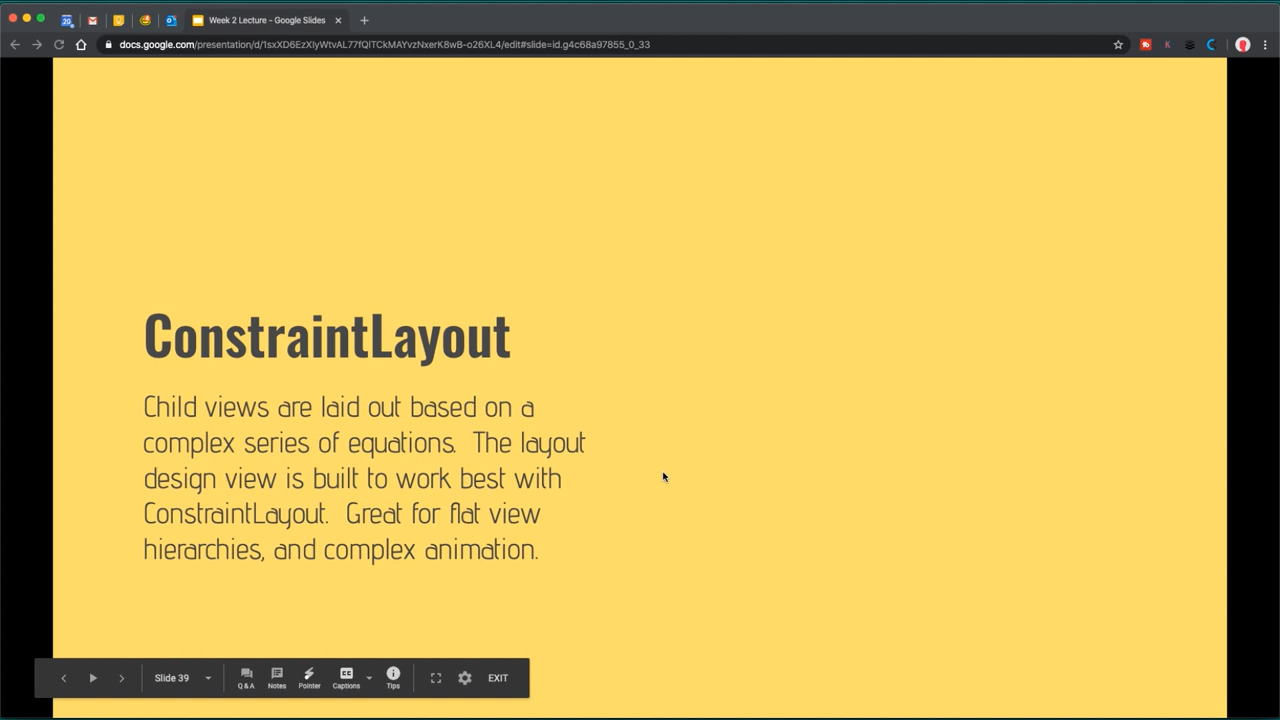 Week 2 Lecture - Google Slides
docs.google.com/presentation/d/1sxXD6EzXIyWtvAL77fQITCkMAYvzNxerK8wB-o26XL4/edit#slide=id.g4c68a97855_0_33
ConstraintLayout
Child views are laid out based on a
complex series of equations. The layout
design view is built to work best with
ConstraintLayout. Great for flat view
hierarchies, and complex animation.
Slide 39
Q & A
Notes
Pointer
Captions
Tips
EXIT